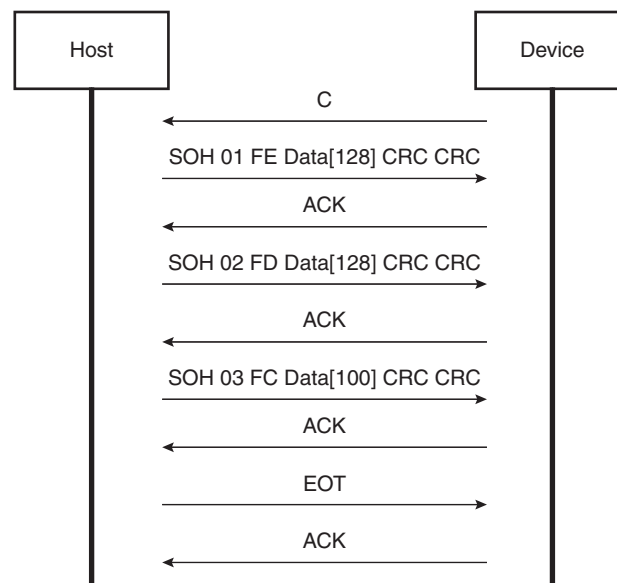 Host
Device
C
SOH 01 FE Data[128] CRC CRC
ACK
SOH 02 FD Data[128] CRC CRC
ACK
SOH 03 FC Data[100] CRC CRC
ACK
EOT
ACK